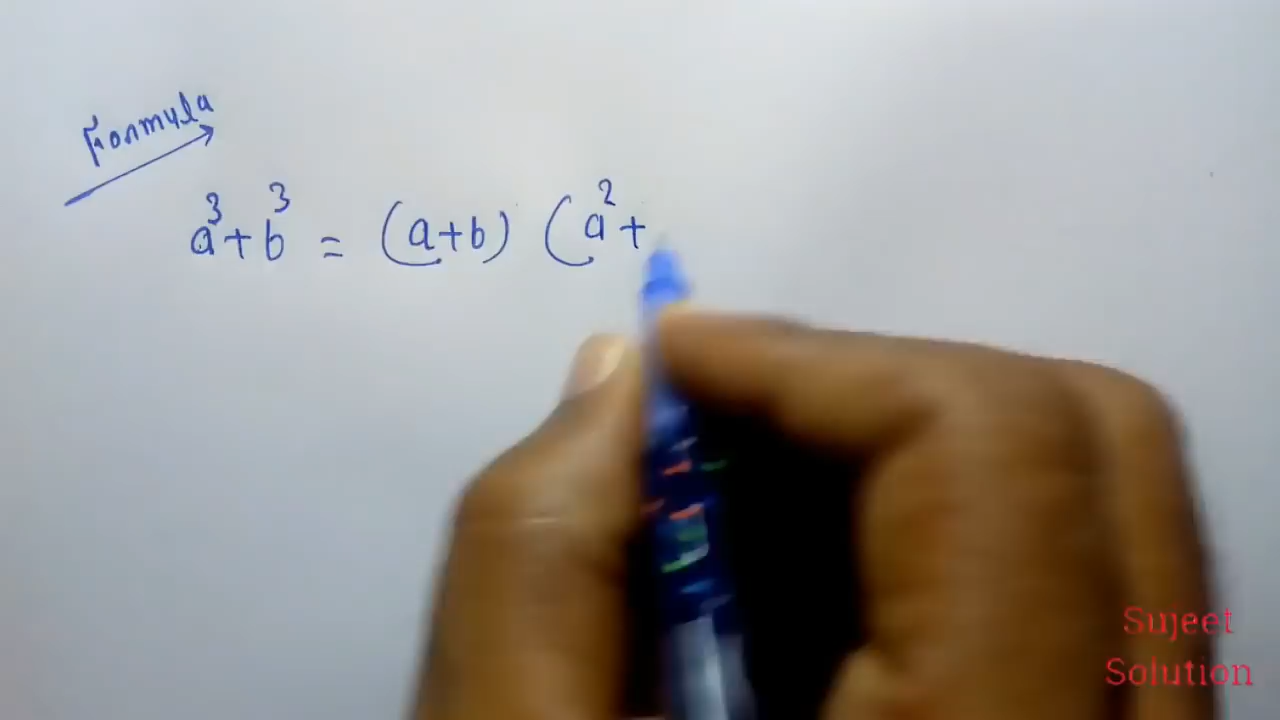 Formula
a³+b³ = (a+b) (a²+
Sujeet
Solution